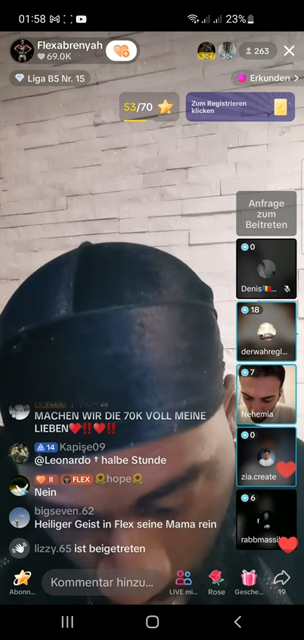 01:58
23%
Flexabrenyah
69.0K
30+
263
Liga B5 Nr. 15
Erkunden >
53/70
Zum Registrieren
klicken
Anfrage
zum
Beitreten
0
Denis
18
derwahregl...
7
Nehemia
0
zia.create
6
rabbmassi
MACHEN WIR DIE 70K VOLL MEINE
LIEBEN❤️‼️❤️‼️
14 Kapişe09
@Leonardo † halbe Stunde
II FLEX 🌻hope🌻
Nein
bigseven.62
Heiliger Geist in Flex seine Mama rein
lizzy.65 ist beigetreten
Kommentar hinzu...
Abonn...
LIVE mi...
Rose
Gesche...
19